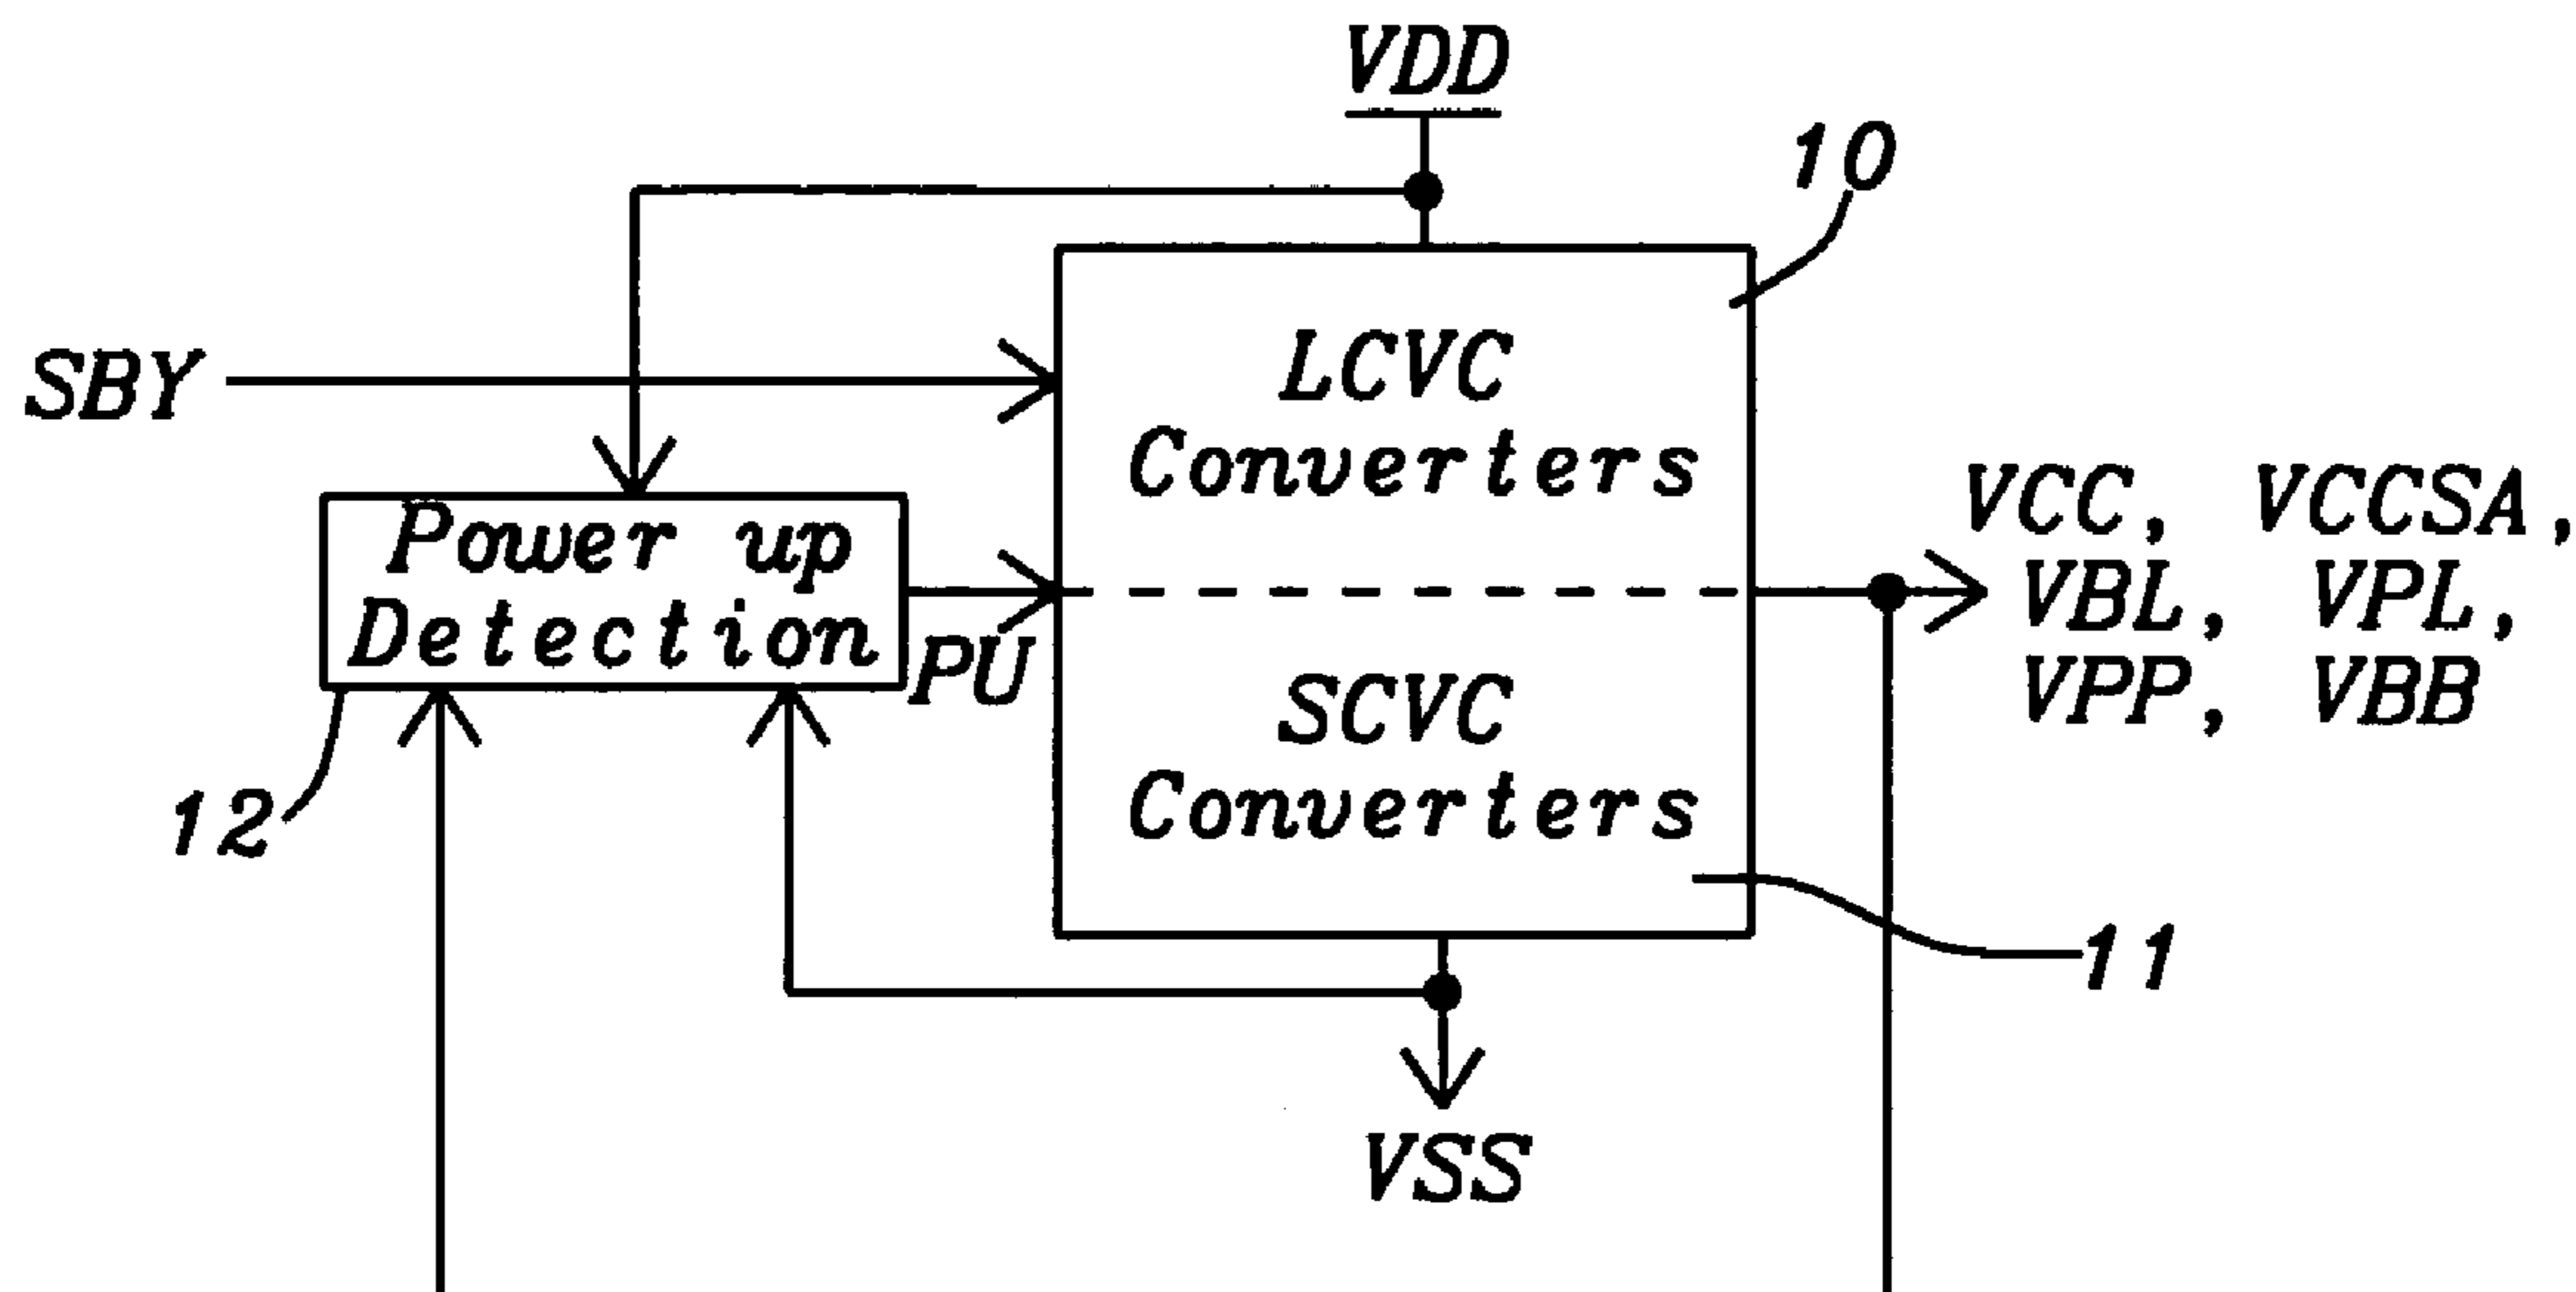 VDD
10
SBY
LCVC
Converters
Power up
Detection
PU
VCC, VCCSA,
VBL, VPL,
VPP, VBB
SCVC
Converters
12
11
VSS